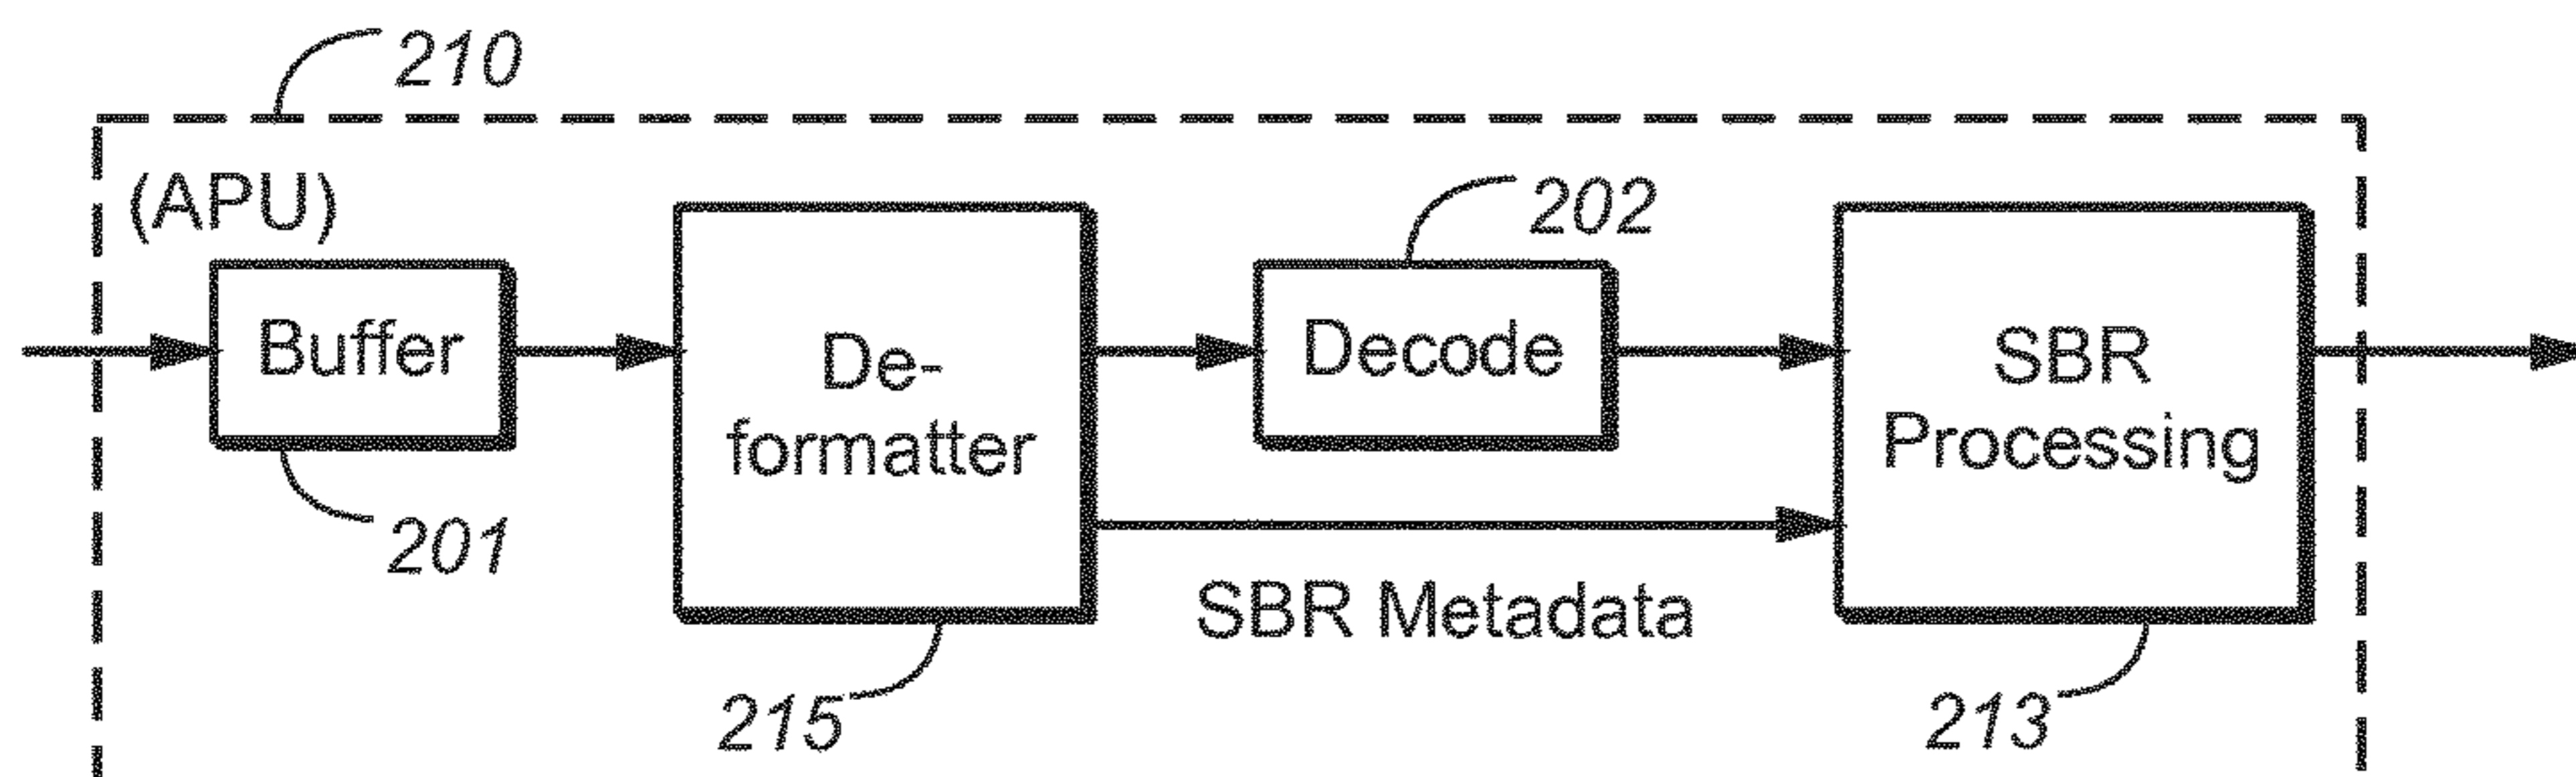 210
(APU)
202
Buffer
De-
formatter
Decode
SBR
Processing
201
SBR Metadata
215
213